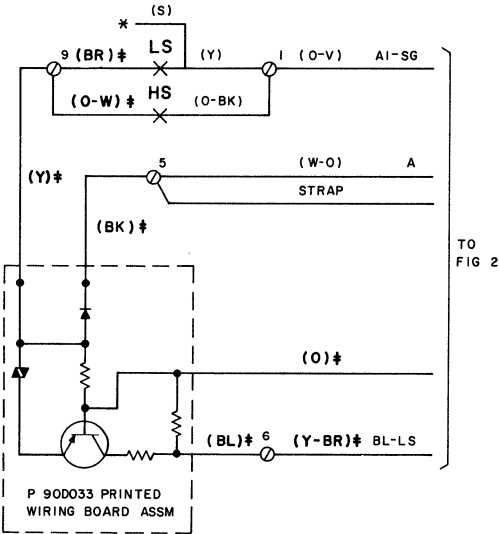 * (S)
9 (BR)‡ LS (Y) 1 (O-V) A1-SG
(O-W)‡ HS (O-BK)
5 (W-O) A
(Y)‡ STRAP
(BK)‡
TO
FIG 2
(O)‡
(BL)‡ 6 (Y-BR)‡ BL-LS
P 90D033 PRINTED
WIRING BOARD ASSM